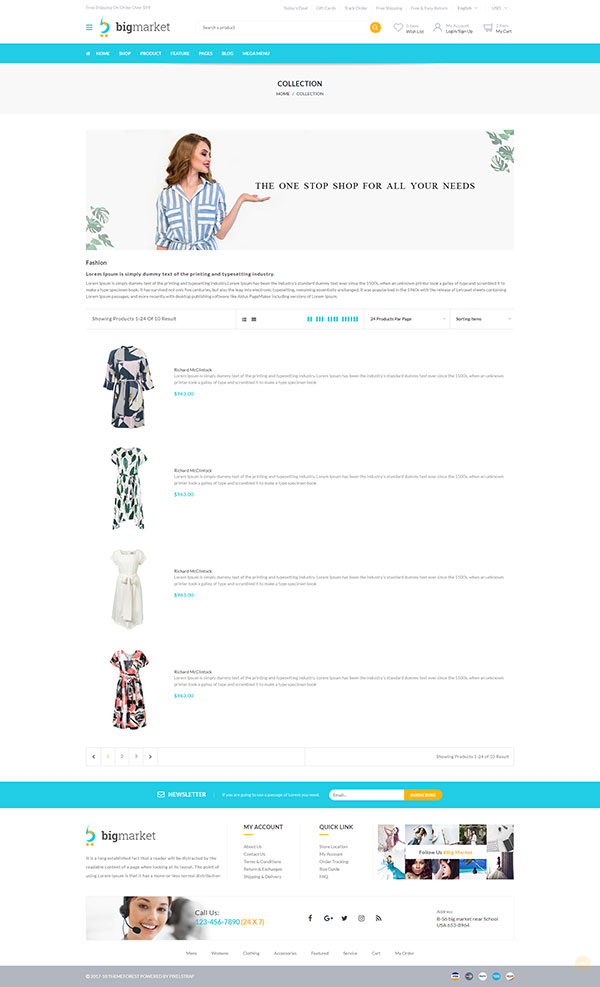 Free Shipping On Order Over $99
Today's Deal Gift Cards Track Order Free Shipping Free & Easy Return English USD
bigmarket
Search a product
Wish List
My Account
Login/Sign Up
My Cart
HOME SHOP PRODUCT FEATURE PAGES BLOG MEGA MENU
COLLECTION
HOME / COLLECTION
THE ONE STOP SHOP FOR ALL YOUR NEEDS
Fashion
Lorem Ipsum is simply dummy text of the printing and typesetting industry.
Lorem Ipsum is simply dummy text of the printing and typesetting industry.Lorem Ipsum has been the industry's standard dummy text ever since the 1500s, when an unknown printer took a galley of type and scrambled it to
make a type specimen book. It has survived not only five centuries, but also the leap into electronic typesetting, remaining essentially unchanged. It was popularised in the 1960s with the release of Letraset sheets containing
Lorem Ipsum passages, and more recently with desktop publishing software like Aldus PageMaker including versions of Lorem Ipsum.
Showing Products 1-24 Of 10 Result
24 Products Par Page
Sorting Items
Richard McClintock
Lorem Ipsum is simply dummy text of the printing and typesetting industry. Lorem Ipsum has been the industry's standard dummy text ever since the 1500s, when an unknown
printer took a galley of type and scrambled it to make a type specimen book
$963.00
Richard McClintock
Lorem Ipsum is simply dummy text of the printing and typesetting industry. Lorem Ipsum has been the industry's standard dummy text ever since the 1500s, when an unknown
printer took a galley of type and scrambled it to make a type specimen book
$963.00
Richard McClintock
Lorem Ipsum is simply dummy text of the printing and typesetting industry. Lorem Ipsum has been the industry's standard dummy text ever since the 1500s, when an unknown
printer took a galley of type and scrambled it to make a type specimen book
$963.00
Richard McClintock
Lorem Ipsum is simply dummy text of the printing and typesetting industry. Lorem Ipsum has been the industry's standard dummy text ever since the 1500s, when an unknown
printer took a galley of type and scrambled it to make a type specimen book
$963.00
1 2 3
Showing Products 1-24 of 10 Result
NEWSLETTER
If you are going to use a passage of Lorem you need.
Email...
SUBSCRIBE
bigmarket
It is a long established fact that a reader will be distracted by the
readable content of a page when looking at its layout. The point of
using Lorem Ipsum is that it has a more-or-less normal distribution
MY ACCOUNT
About Us
Contact Us
Terms & Conditions
Return & Exchanges
Shipping & Delivery
QUICK LINK
Store Location
My Account
Order Tracking
Size Guide
FAQ
Follow Us #Big Market
Call Us:
123-456-7890 (24 X 7)
Address
B-56 big market near School
USA 653-8964
Mens Womens Clothing Accessories Featured Service Cart My Order
© 2017-18 THEMEFOREST POWERED BY PIXELSTRAP